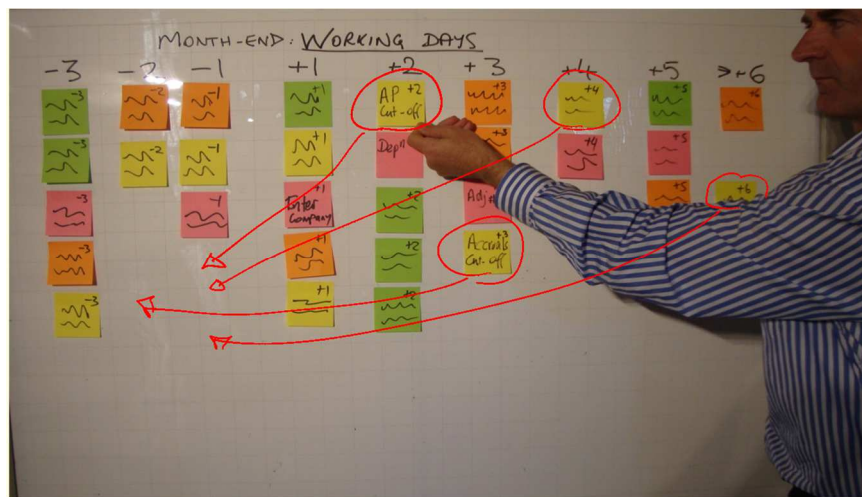 MONTH-END: WORKING DAYS
-3 -2 -1 +1 +2 +3 +4 +5 >+6
-3 -2 -1 +1 AP +2 +3 +4 +5 +6
Cut-off
-3 -2 -1 +1 Dep +3 +4 +5
-3 -1 +1 +2 Adj +5 +6
Inter
Company
-3 +1 +2 Accruals +3
Cut-off
-3 +1 +2